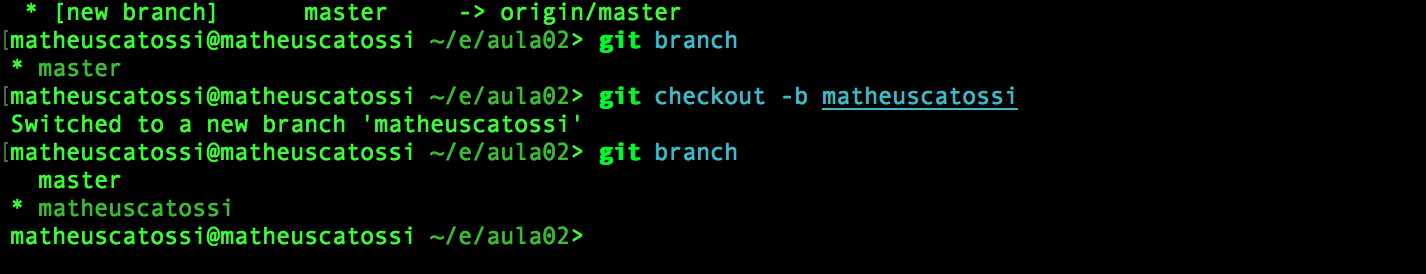 * [new branch]      master     -> origin/master
[matheuscatossi@matheuscatossi ~/e/aula02> git branch
* master
[matheuscatossi@matheuscatossi ~/e/aula02> git checkout -b matheuscatossi
Switched to a new branch 'matheuscatossi'
[matheuscatossi@matheuscatossi ~/e/aula02> git branch
  master
* matheuscatossi
matheuscatossi@matheuscatossi ~/e/aula02>